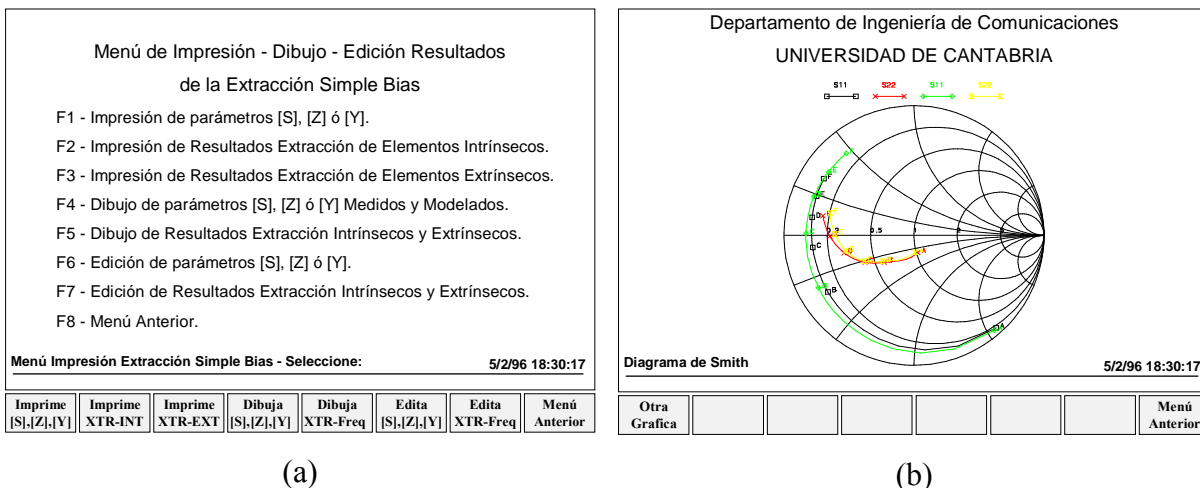 Menú de Impresión - Dibujo - Edición Resultados
de la Extracción Simple Bias
F1 - Impresión de parámetros [S], [Z] ó [Y].
F2 - Impresión de Resultados Extracción de Elementos Intrínsecos.
F3 - Impresión de Resultados Extracción de Elementos Extrínsecos.
F4 - Dibujo de parámetros [S], [Z] ó [Y] Medidos y Modelados.
F5 - Dibujo de Resultados Extracción Intrínsecos y Extrínsecos.
F6 - Edición de parámetros [S], [Z] ó [Y].
F7 - Edición de Resultados Extracción Intrínsecos y Extrínsecos.
F8 - Menú Anterior.
Menú Impresión Extracción Simple Bias - Seleccione: 5/2/96 18:30:17
Imprime [S],[Z],[Y]
Imprime XTR-INT
Imprime XTR-EXT
Dibuja [S],[Z],[Y]
Dibuja XTR-Freq
Edita [S],[Z],[Y]
Edita XTR-Freq
Menú Anterior
(a)
Departamento de Ingeniería de Comunicaciones
UNIVERSIDAD DE CANTABRIA
S11 S22 S11 S22
F
E
F
E
D
C
B
A
A
0.2 0.5 1
Diagrama de Smith 5/2/96 18:30:17
Otra Grafica
Menú Anterior
(b)